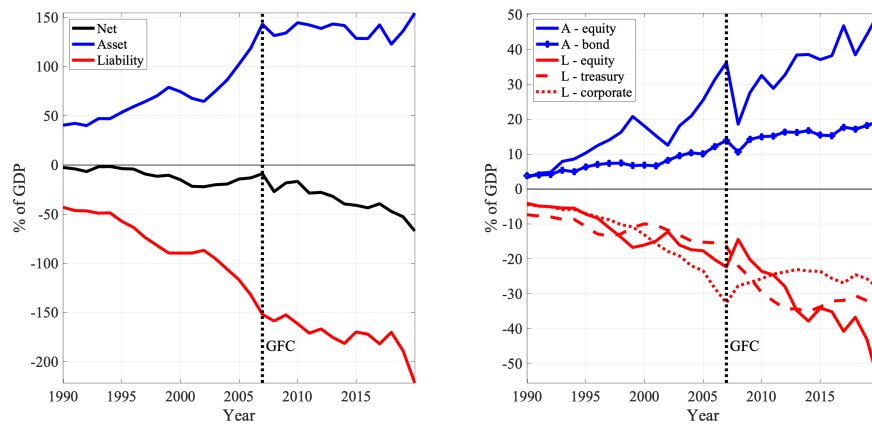 Net
Asset
Liability
% of GDP
150
100
50
0
-50
-100
-150
-200
GFC
1990
1995
2000
2005
2010
2015
Year
A - equity
A - bond
L - equity
L - treasury
L - corporate
% of GDP
50
40
30
20
10
0
-10
-20
-30
-40
-50
GFC
1990
1995
2000
2005
2010
2015
Year